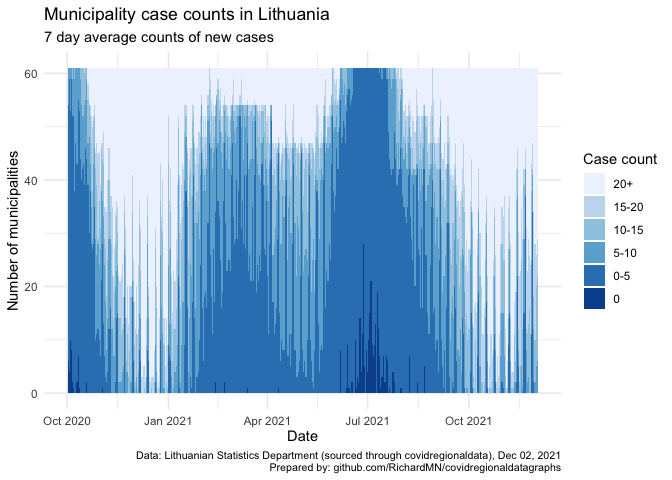 Municipality case counts in Lithuania
7 day average counts of new cases
Number of municipalities
60
40
20
0
Oct 2020
Jan 2021
Apr 2021
Jul 2021
Oct 2021
Date
Case count
20+
15-20
10-15
5-10
0-5
0
Data: Lithuanian Statistics Department (sourced through covidregionaldata), Dec 02, 2021
Prepared by: github.com/RichardMN/covidregionaldatagraphs